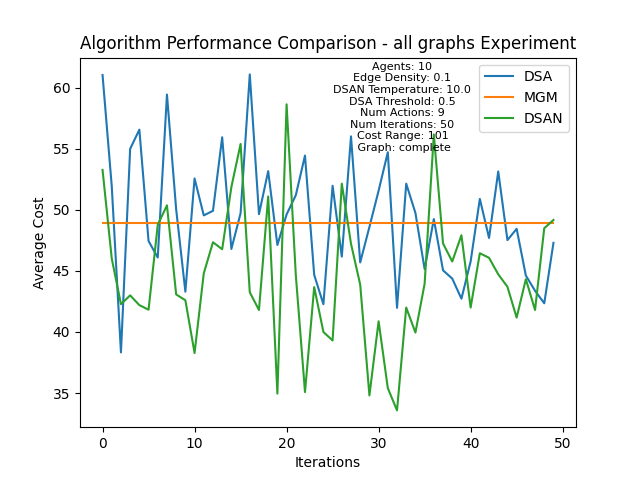 Algorithm Performance Comparison - all graphs Experiment
Agents: 10
Edge Density: 0.1
DSAN Temperature: 10.0
DSA Threshold: 0.5
Num Actions: 9
Num Iterations: 50
Cost Range: 101
Graph: complete
DSA
MGM
DSAN
Average Cost
60
55
50
45
40
35
0
10
20
30
40
50
Iterations